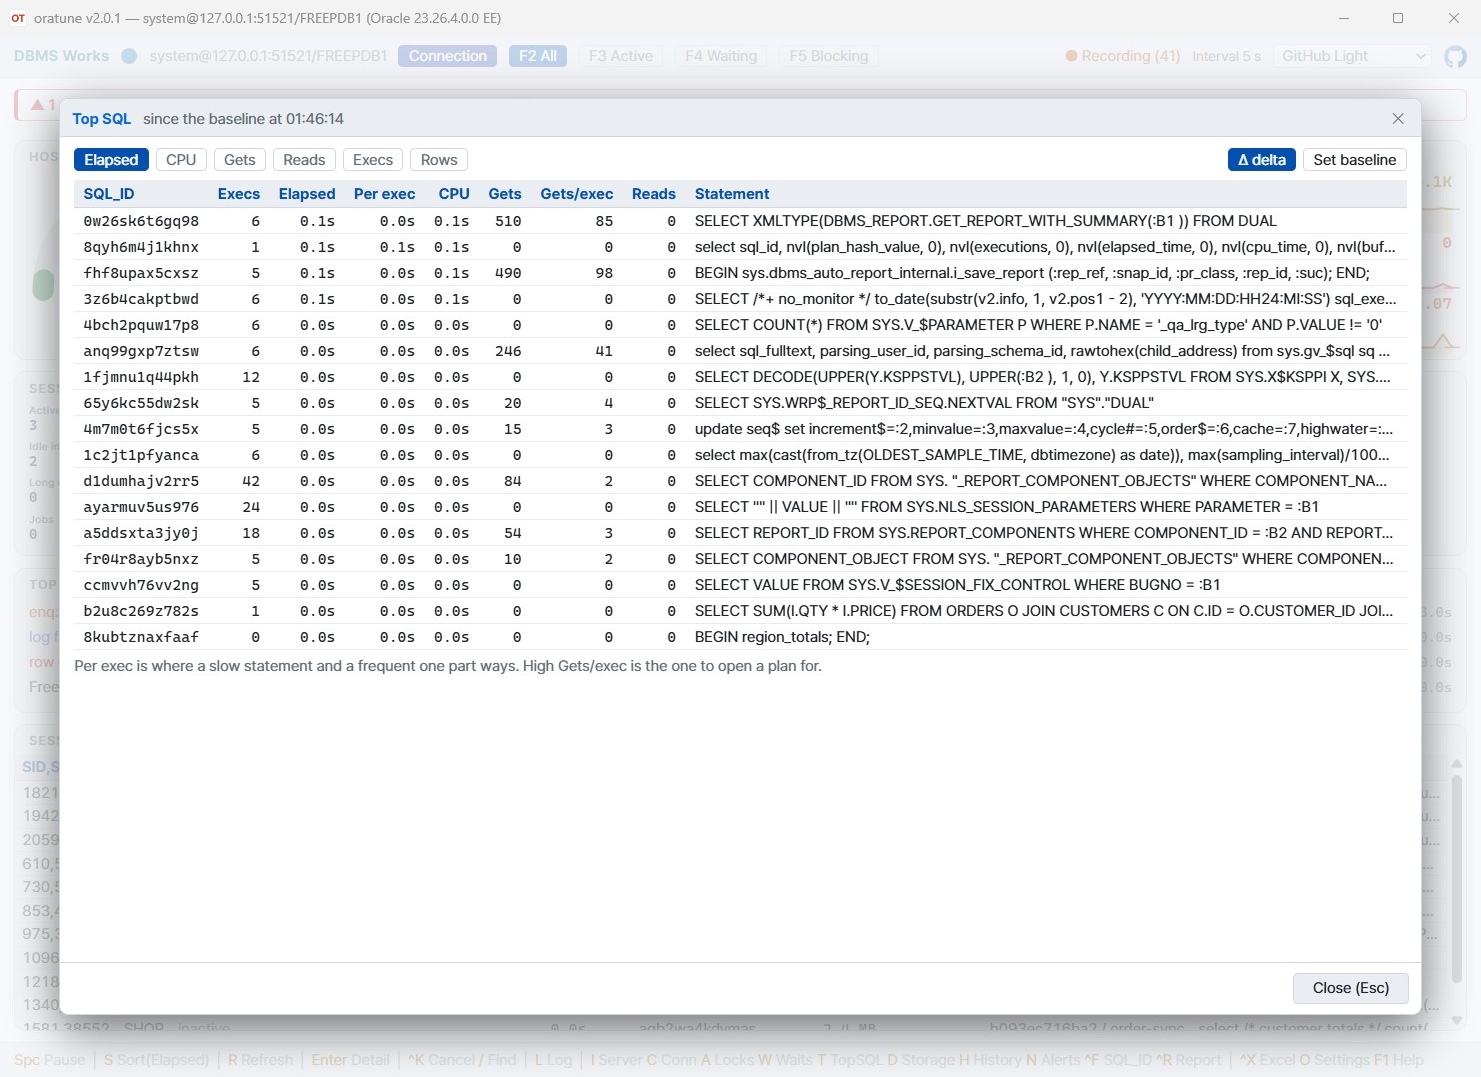 OT oratune v2.0.1 — system@127.0.0.1:51521/FREEPDB1 (Oracle 23.26.4.0.0 EE)
DBMS Works system@127.0.0.1:51521/FREEPDB1 Connection F2 All F3 Active F4 Waiting F5 Blocking Recording (41) Interval 5 s GitHub Light
▲1
Top SQL since the baseline at 01:46:14
Elapsed CPU Gets Reads Execs Rows Δ delta Set baseline
SQL_ID Execs Elapsed Per exec CPU Gets Gets/exec Reads Statement
0w26sk6t6gq98 6 0.1s 0.0s 0.1s 510 85 0 SELECT XMLTYPE(DBMS_REPORT.GET_REPORT_WITH_SUMMARY(:B1 )) FROM DUAL
8qyh6m4j1khnx 1 0.1s 0.1s 0.1s 0 0 0 select sql_id, nvl(plan_hash_value, 0), nvl(executions, 0), nvl(elapsed_time, 0), nvl(cpu_time, 0), nvl(buf...
fhf8upax5cxsz 5 0.1s 0.0s 0.1s 490 98 0 BEGIN sys.dbms_auto_report_internal.i_save_report (:rep_ref, :snap_id, :pr_class, :rep_id, :suc); END;
3z6b4cakptbwd 6 0.1s 0.0s 0.1s 0 0 0 SELECT /*+ no_monitor */ to_date(substr(v2.info, 1, v2.pos1 - 2), 'YYYY:MM:DD:HH24:MI:SS') sql_exe...
4bch2pquw17p8 6 0.0s 0.0s 0.0s 0 0 0 SELECT COUNT(*) FROM SYS.V_$PARAMETER P WHERE P.NAME = '_qa_lrg_type' AND P.VALUE != '0'
anq99gxp7ztsw 6 0.0s 0.0s 0.0s 246 41 0 select sql_fulltext, parsing_user_id, parsing_schema_id, rawtohex(child_address) from sys.gv_$sql sq ...
1fjmnu1q44pkh 12 0.0s 0.0s 0.0s 0 0 0 SELECT DECODE(UPPER(Y.KSPPSTVL), UPPER(:B2 ), 1, 0), Y.KSPPSTVL FROM SYS.X$KSPPI X, SYS....
65y6kc55dw2sk 5 0.0s 0.0s 0.0s 20 4 0 SELECT SYS.WRP$_REPORT_ID_SEQ.NEXTVAL FROM "SYS"."DUAL"
4m7m0t6fjcs5x 5 0.0s 0.0s 0.0s 15 3 0 update seq$ set increment$=:2,minvalue=:3,maxvalue=:4,cycle#=:5,order$=:6,cache=:7,highwater=:...
1c2jt1pfyanca 6 0.0s 0.0s 0.0s 0 0 0 select max(cast(from_tz(OLDEST_SAMPLE_TIME, dbtimezone) as date)), max(sampling_interval)/100...
d1dumhajv2rr5 42 0.0s 0.0s 0.0s 84 2 0 SELECT COMPONENT_ID FROM SYS. "_REPORT_COMPONENT_OBJECTS" WHERE COMPONENT_NA...
ayarmuv5us976 24 0.0s 0.0s 0.0s 0 0 0 SELECT '"' || VALUE || '"' FROM SYS.NLS_SESSION_PARAMETERS WHERE PARAMETER = :B1
a5ddsxta3jy0j 18 0.0s 0.0s 0.0s 54 3 0 SELECT REPORT_ID FROM SYS.REPORT_COMPONENTS WHERE COMPONENT_ID = :B2 AND REPORT...
fr04r8ayb5nxz 5 0.0s 0.0s 0.0s 10 2 0 SELECT COMPONENT_OBJECT FROM SYS. "_REPORT_COMPONENT_OBJECTS" WHERE COMPONEN...
ccmvvh76vv2ng 5 0.0s 0.0s 0.0s 0 0 0 SELECT VALUE FROM SYS.V_$SESSION_FIX_CONTROL WHERE BUGNO = :B1
b2u8c269z782s 1 0.0s 0.0s 0.0s 0 0 0 SELECT SUM(I.QTY * I.PRICE) FROM ORDERS O JOIN CUSTOMERS C ON C.ID = O.CUSTOMER_ID JOI...
8kubtznaxfaaf 0 0.0s 0.0s 0.0s 0 0 0 BEGIN region_totals; END;
Per exec is where a slow statement and a frequent one part ways. High Gets/exec is the one to open a plan for.
Close (Esc)
Spc Pause | S Sort(Elapsed) | R Refresh | Enter Detail | ^K Cancel / Find | L Log | I Server C Conn A Locks W Waits T TopSQL D Storage H History N Alerts ^F SQL_ID ^R Report | ^X Excel O Settings F1 Help